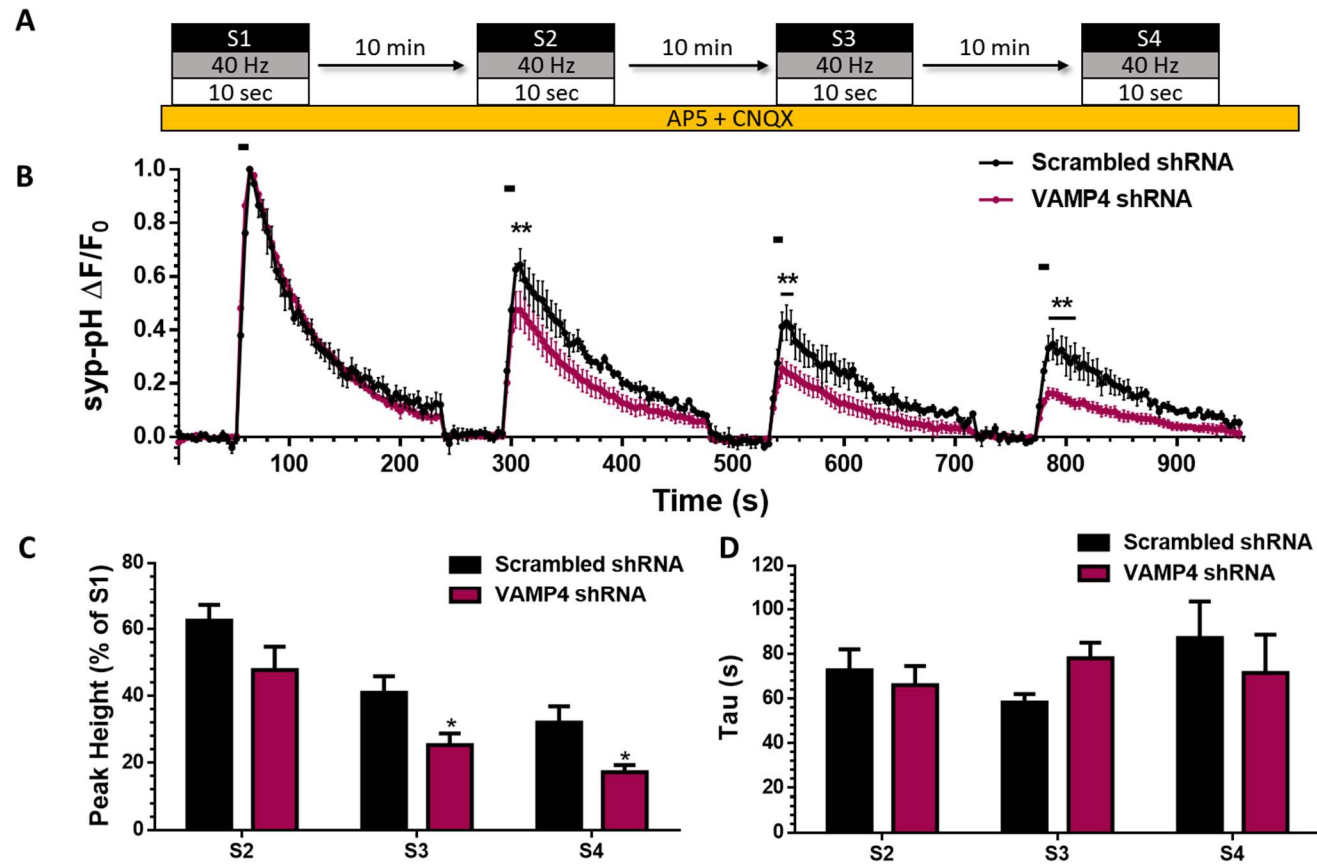 A
S1
40 Hz
10 sec
10 min
S2
40 Hz
10 sec
10 min
S3
40 Hz
10 sec
10 min
S4
40 Hz
10 sec
AP5 + CNQX
B
syp-pH ΔF/F0
1.0
0.8
0.6
0.4
0.2
0.0
**
**
**
Scrambled shRNA
VAMP4 shRNA
100
200
300
400
500
600
700
800
900
Time (s)
C
Peak Height (% of S1)
80
60
40
20
0
Scrambled shRNA
VAMP4 shRNA
*
*
S2
S3
S4
D
Tau (s)
120
100
80
60
40
20
0
Scrambled shRNA
VAMP4 shRNA
S2
S3
S4